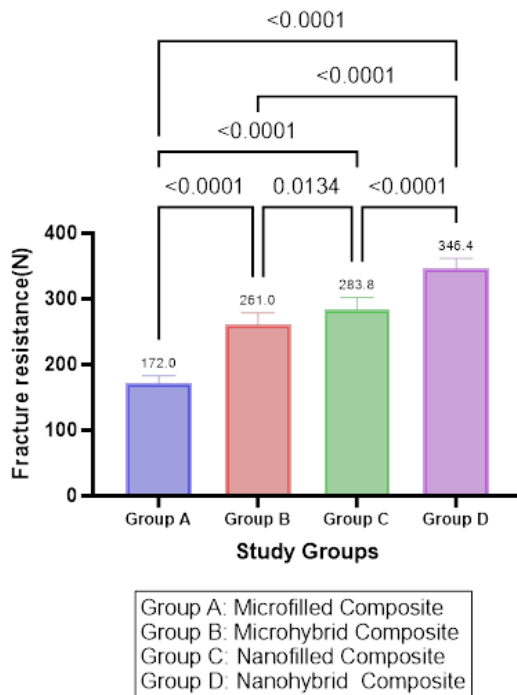 <0.0001
<0.0001
<0.0001
<0.0001 0.0134 <0.0001
400
346.4
300
283.8
261.0
200
172.0
100
0
Fracture resistance(N)
Group A Group B Group C Group D
Study Groups
Group A: Microfilled Composite
Group B: Microhybrid Composite
Group C: Nanofilled Composite
Group D: Nanohybrid Composite